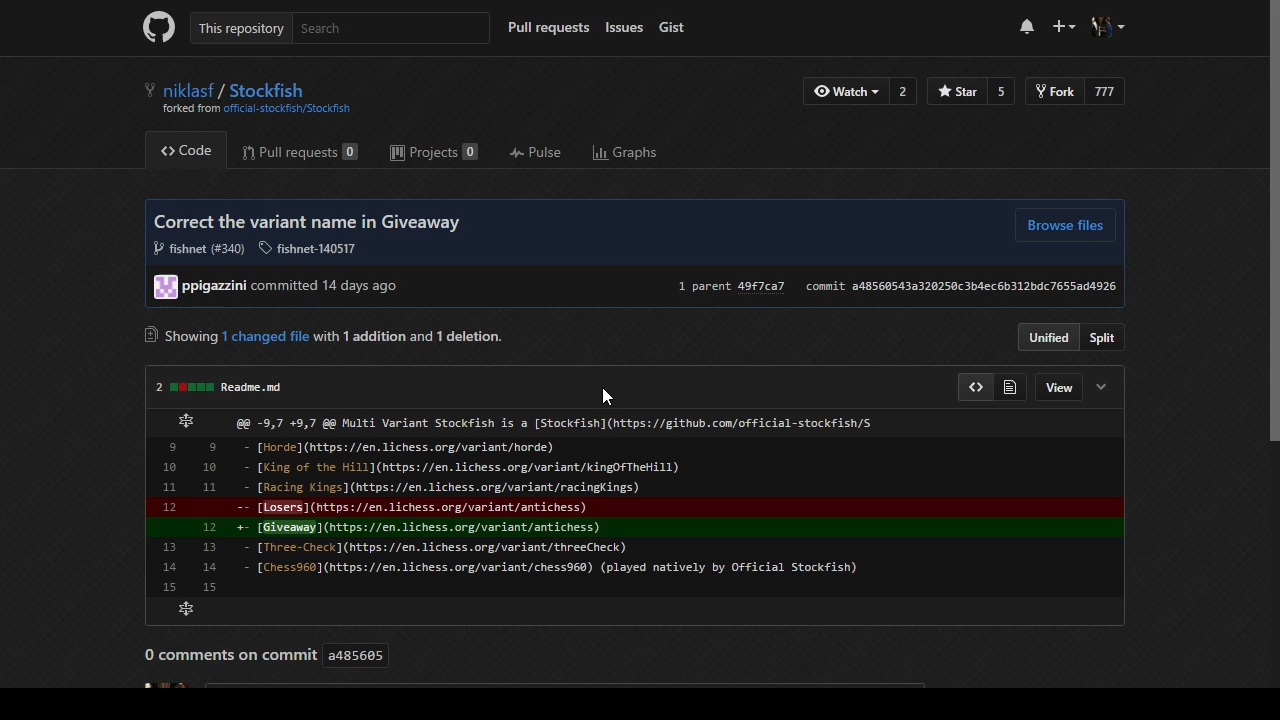 This repository Search Pull requests Issues Gist
niklasf / Stockfish Watch 2 Star 5 Fork 777
forked from official-stockfish/Stockfish
Code Pull requests 0 Projects 0 Pulse Graphs
Correct the variant name in Giveaway Browse files
fishnet (#340) fishnet-140517
ppigazzini committed 14 days ago 1 parent 49f7ca7 commit a48560543a320250c3b4ec6b312bdc7655ad4926
Showing 1 changed file with 1 addition and 1 deletion. Unified Split
2 Readme.md <> View
@@ -9,7 +9,7 @@ Multi Variant Stockfish is a [Stockfish](https://github.com/official-stockfish/S
9 9 - [Horde](https://en.lichess.org/variant/horde)
10 10 - [King of the Hill](https://en.lichess.org/variant/kingOfTheHill)
11 11 - [Racing Kings](https://en.lichess.org/variant/racingKings)
12 -- [Losers](https://en.lichess.org/variant/antichess)
12 +- [Giveaway](https://en.lichess.org/variant/antichess)
13 13 - [Three-Check](https://en.lichess.org/variant/threeCheck)
14 14 - [Chess960](https://en.lichess.org/variant/chess960) (played natively by Official Stockfish)
15 15
0 comments on commit a485605